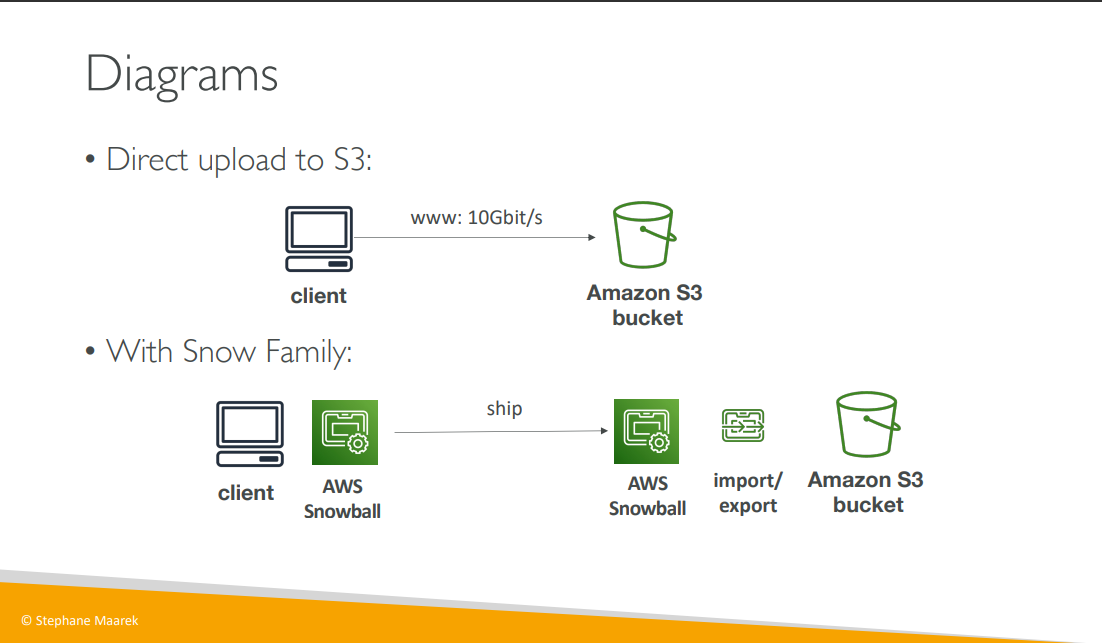 Diagrams
• Direct upload to S3:
www: 10Gbit/s
client
Amazon S3
bucket
• With Snow Family:
ship
client
AWS
Snowball
AWS
Snowball
import/
export
Amazon S3
bucket
© Stephane Maarek